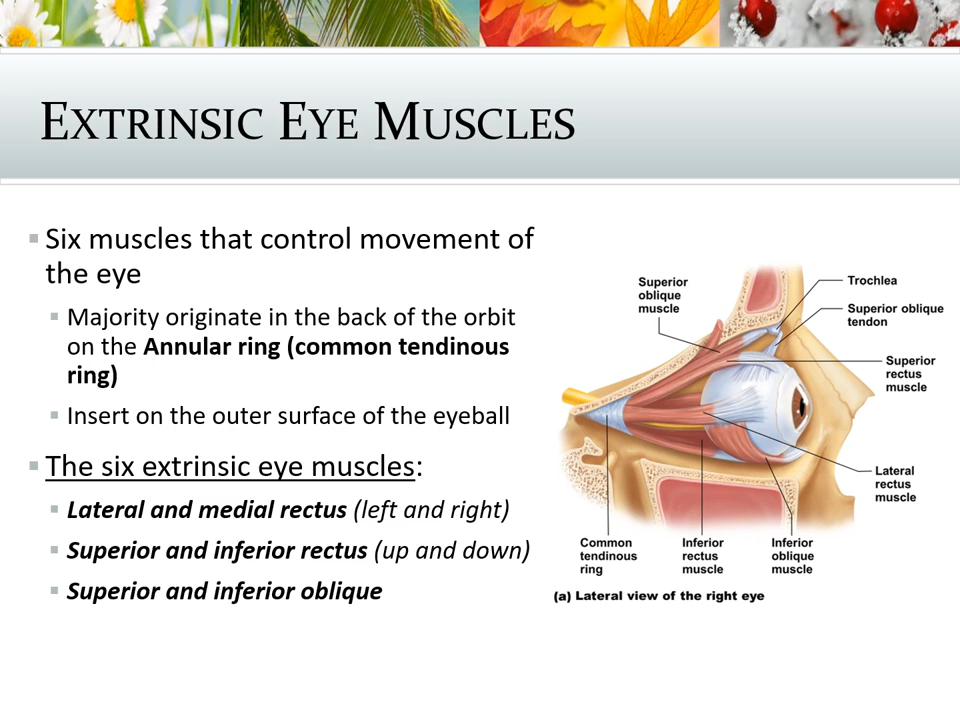 EXTRINSIC EYE MUSCLES
Six muscles that control movement of
the eye
Majority originate in the back of the orbit
on the Annular ring (common tendinous
ring)
Insert on the outer surface of the eyeball
The six extrinsic eye muscles:
Lateral and medial rectus (left and right)
Superior and inferior rectus (up and down)
Superior and inferior oblique
Superior
oblique
muscle
Trochlea
Superior oblique
tendon
Superior
rectus
muscle
Lateral
rectus
muscle
Common
tendinous
ring
Inferior
rectus
muscle
Inferior
oblique
muscle
(a) Lateral view of the right eye